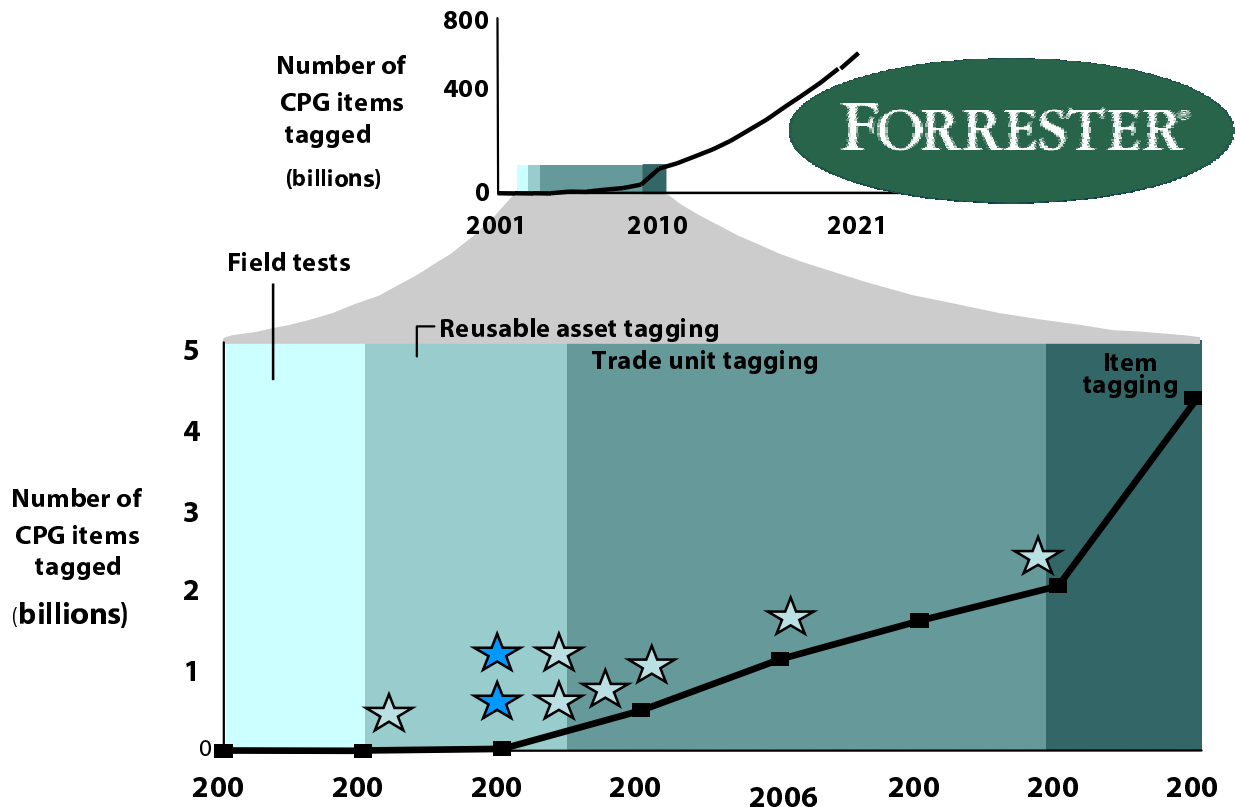 800
Number of
CPG items
tagged
(billions)
400
0
2001
2010
2021
FORRESTER®
Field tests
Reusable asset tagging
Trade unit tagging
Item
tagging
5
4
3
2
1
0
Number of
CPG items
tagged
(billions)
200
200
200
200
2006
200
200
200